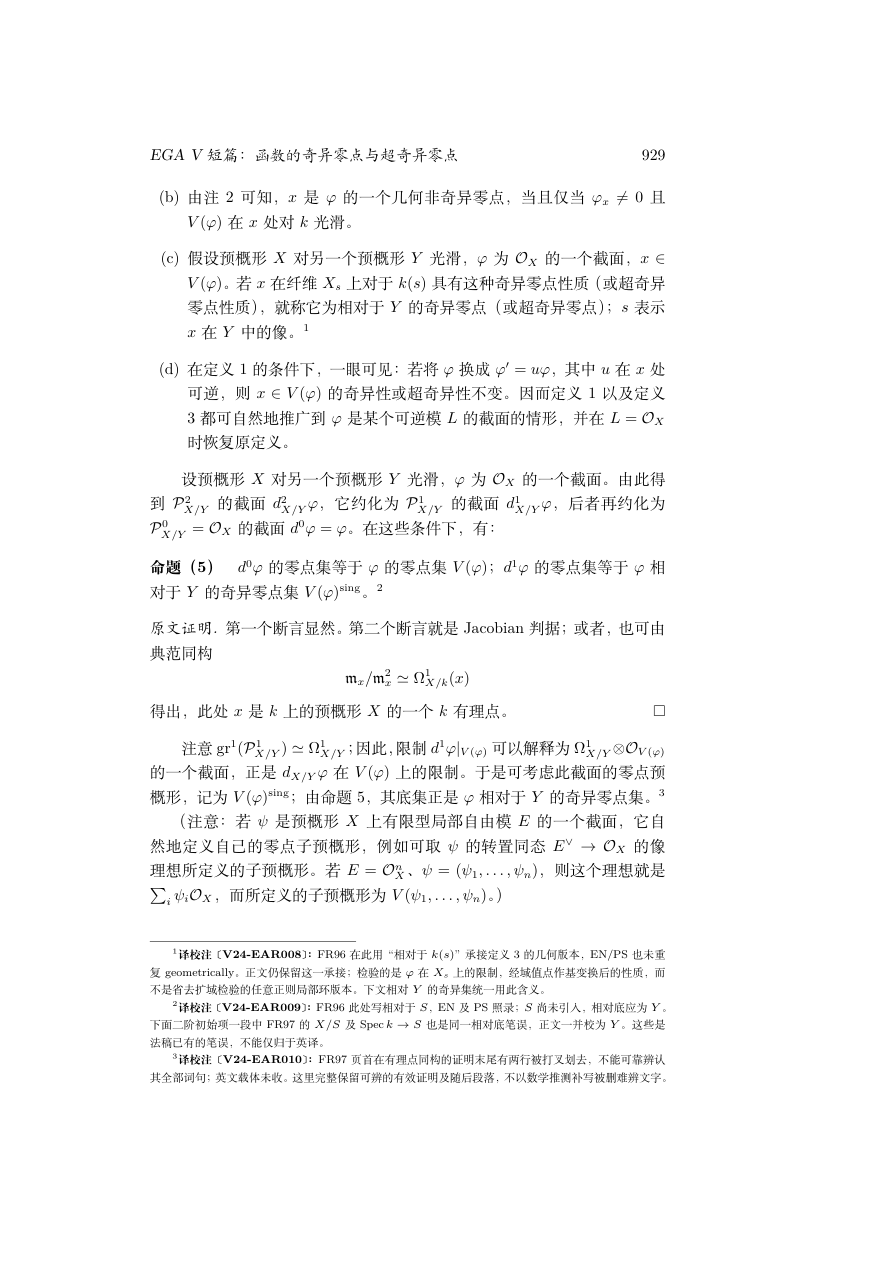 EGA V 短篇：函数的奇异零点与超奇异零点 929
(b) 由注 2 可知，x 是 φ 的一个几何非奇异零点，当且仅当 φₓ ≠ 0 且
V(φ) 在 x 处对 k 光滑。
(c) 假设预概形 X 对另一个预概形 Y 光滑，φ 为 𝒪_X 的一个截面，x ∈
V(φ)。若 x 在纤维 X_s 上对于 k(s) 具有这种奇异零点性质（或超奇异
零点性质），就称它为相对于 Y 的奇异零点（或超奇异零点）；s 表示
x 在 Y 中的像。¹
(d) 在定义 1 的条件下，一眼可见：若将 φ 换成 φ′ = uφ，其中 u 在 x 处
可逆，则 x ∈ V(φ) 的奇异性或超奇异性不变。因而定义 1 以及定义
3 都可自然地推广到 φ 是某个可逆模 L 的截面的情形，并在 L = 𝒪_X
时恢复原定义。
设预概形 X 对另一个预概形 Y 光滑，φ 为 𝒪_X 的一个截面。由此得
到 𝒫²_{X/Y} 的截面 d²_{X/Y}φ，它约化为 𝒫¹_{X/Y} 的截面 d¹_{X/Y}φ，后者再约化为
𝒫⁰_{X/Y} = 𝒪_X 的截面 d⁰φ = φ。在这些条件下，有：
命题（5） d⁰φ 的零点集等于 φ 的零点集 V(φ)；d¹φ 的零点集等于 φ 相
对于 Y 的奇异零点集 V(φ)^{sing}。²
原文证明. 第一个断言显然。第二个断言就是 Jacobian 判据；或者，也可由
典范同构
𝔪ₓ/𝔪ₓ² ≃ Ω¹_{X/k}(x)
得出，此处 x 是 k 上的预概形 X 的一个 k 有理点。 □
注意 gr¹(𝒫¹_{X/Y}) ≃ Ω¹_{X/Y}；因此，限制 d¹φ|_{V(φ)} 可以解释为 Ω¹_{X/Y}⊗𝒪_{V(φ)}
的一个截面，正是 d_{X/Y}φ 在 V(φ) 上的限制。于是可考虑此截面的零点预
概形，记为 V(φ)^{sing}；由命题 5，其底集正是 φ 相对于 Y 的奇异零点集。³
（注意：若 ψ 是预概形 X 上有限型局部自由模 E 的一个截面，它自
然地定义自己的零点子预概形，例如可取 ψ 的转置同态 E^∨ → 𝒪_X 的像
理想所定义的子预概形。若 E = 𝒪ⁿ_X、ψ = (ψ₁, . . . , ψₙ)，则这个理想就是
∑ᵢ ψᵢ𝒪_X，而所定义的子预概形为 V(ψ₁, . . . , ψₙ)。）
¹译校注〔V24-EAR008〕：FR96 在此用“相对于 k(s)”承接定义 3 的几何版本，EN/PS 也未重
复 geometrically。正文仍保留这一承接；检验的是 φ 在 X_s 上的限制，经域值点作基变换后的性质，而
不是省去扩域检验的任意正则局部环版本。下文相对 Y 的奇异集统一用此含义。
²译校注〔V24-EAR009〕：FR96 此处写相对于 S，EN 及 PS 照录；S 尚未引入，相对底应为 Y。
下面二阶初始项一段中 FR97 的 X/S 及 Spec k → S 也是同一相对底笔误，正文一并校为 Y。这些是
法稿已有的笔误，不能仅归于英译。
³译校注〔V24-EAR010〕：FR97 页首在有理点同构的证明末尾有两行被打叉划去，不能可靠辨认
其全部词句；英文载体未收。这里完整保留可辨的有效证明及随后段落，不以数学推测补写被删难辨文字。